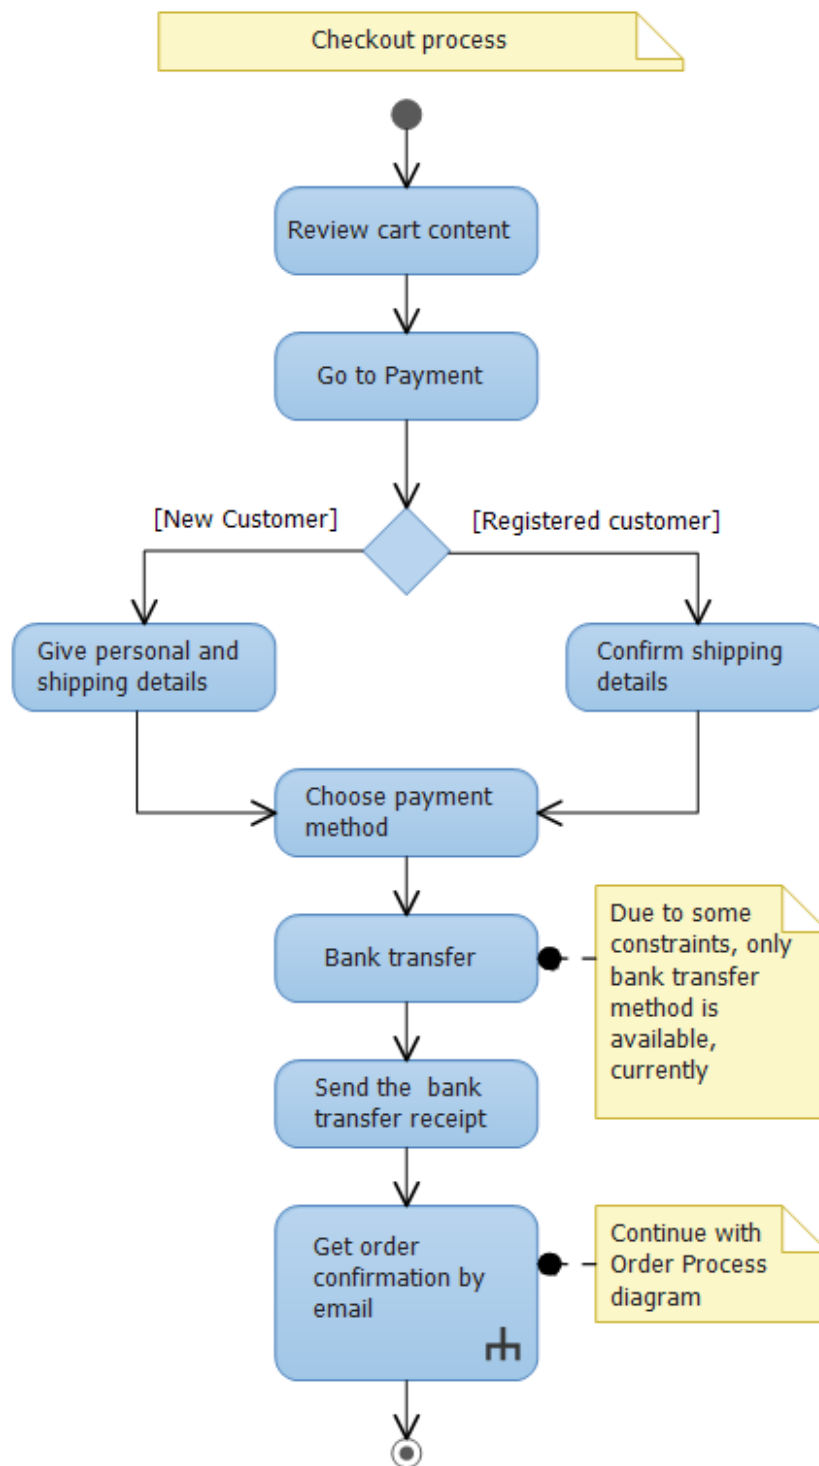 Checkout process
Review cart content
Go to Payment
[New Customer]
[Registered customer]
Give personal and
shipping details
Confirm shipping
details
Choose payment
method
Bank transfer
Due to some
constraints, only
bank transfer
method is
available,
currently
Send the  bank
transfer receipt
Get order
confirmation by
email
Continue with
Order Process
diagram